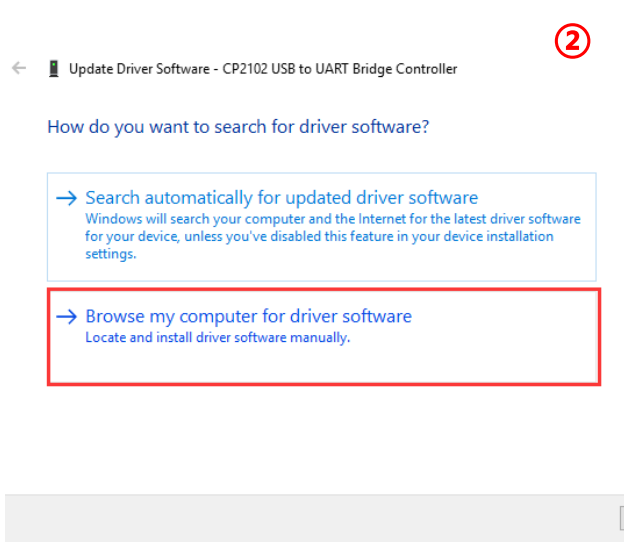 ②
Update Driver Software - CP2102 USB to UART Bridge Controller
How do you want to search for driver software?
Search automatically for updated driver software
Windows will search your computer and the Internet for the latest driver software
for your device, unless you've disabled this feature in your device installation
settings.
Browse my computer for driver software
Locate and install driver software manually.